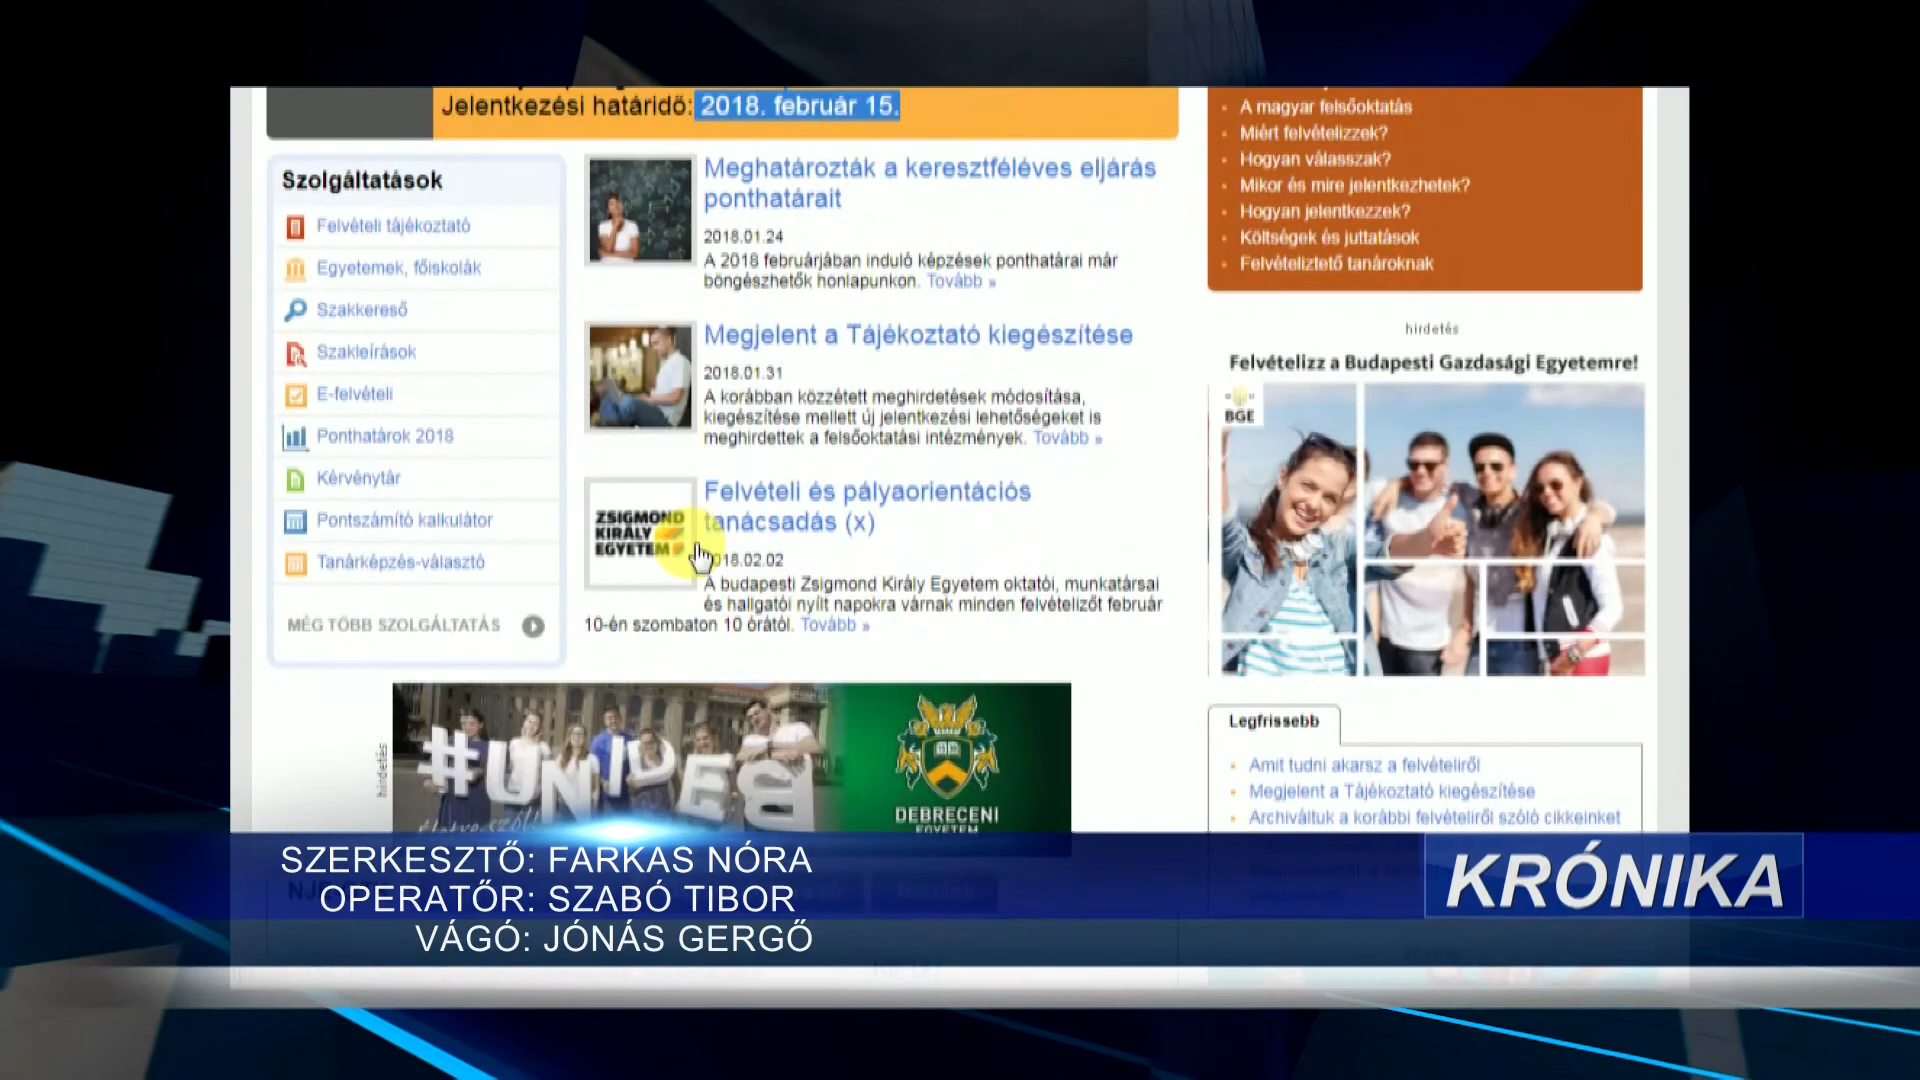 Jelentkezési határidő: 2018. február 15.
Szolgáltatások
Felvételi tájékoztató
Egyetemek, főiskolák
Szakkereső
Szakleírások
E-felvételi
Ponthatárok 2018
Kérvénytár
Pontszámító kalkulátor
Tanárképzés-választó
MÉG TÖBB SZOLGÁLTATÁS
Meghatározták a keresztféléves eljárás
ponthatárait
2018.01.24
A 2018 februárjában induló képzések ponthatárai már
böngészhetők honlapunkon. Tovább »
Megjelent a Tájékoztató kiegészítése
2018.01.31
A korábban közzétett meghirdetések módosítása,
kiegészítése mellett új jelentkezési lehetőségeket is
meghirdettek a felsőoktatási intézmények. Tovább »
ZSIGMOND
KIRÁLY
EGYETEM
Felvételi és pályaorientációs
tanácsadás (x)
018.02.02
A budapesti Zsigmond Király Egyetem oktatói, munkatársai
és hallgatói nyílt napokra várnak minden felvételizőt február
10-én szombaton 10 órától. Tovább »
A magyar felsőoktatás
Miért felvételizzek?
Hogyan válasszak?
Mikor és mire jelentkezhetek?
Hogyan jelentkezzek?
Költségek és juttatások
Felvételiztető tanároknak
hirdetés
Felvételizz a Budapesti Gazdasági Egyetemre!
BGE
Legfrissebb
Amit tudni akarsz a felvételiről
Megjelent a Tájékoztató kiegészítése
Archiváltuk a korábbi felvételiről szóló cikkeinket
hirdetés
#UNIDEB
DEBRECENI
EGYETEM
SZERKESZTŐ: FARKAS NÓRA
OPERATŐR: SZABÓ TIBOR
VÁGÓ: JÓNÁS GERGŐ
KRÓNIKA